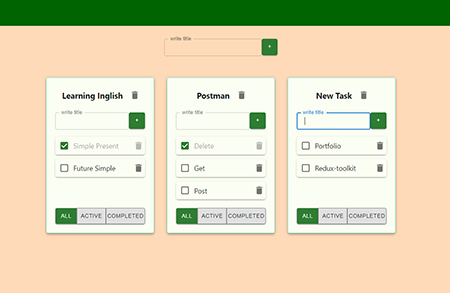 write title
+
Learning Inglish
write title
+
Simple Present
Future Simple
ALL ACTIVE COMPLETED
Postman
write title
+
Delete
Get
Post
ALL ACTIVE COMPLETED
New Task
write title
+
Portfolio
Redux-toolkit
ALL ACTIVE COMPLETED